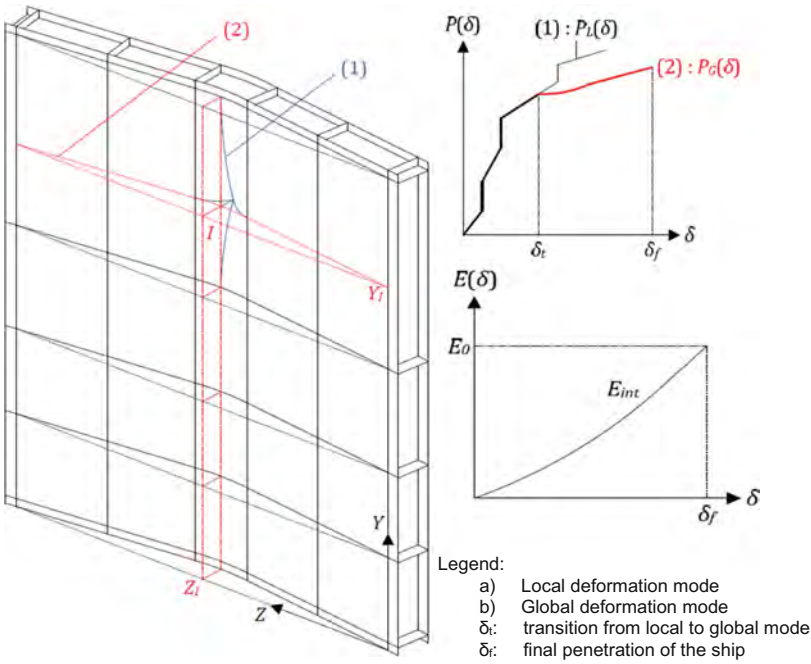 (2)
(1)
I
Y_I
Y
Z_I
Z
P(δ)
(1) : P_L(δ)
(2) : P_G(δ)
δ_t
δ_f
δ
E(δ)
E_0
E_int
δ_f
δ
Legend:
a) Local deformation mode
b) Global deformation mode
δ_t: transition from local to global mode
δ_f: final penetration of the ship